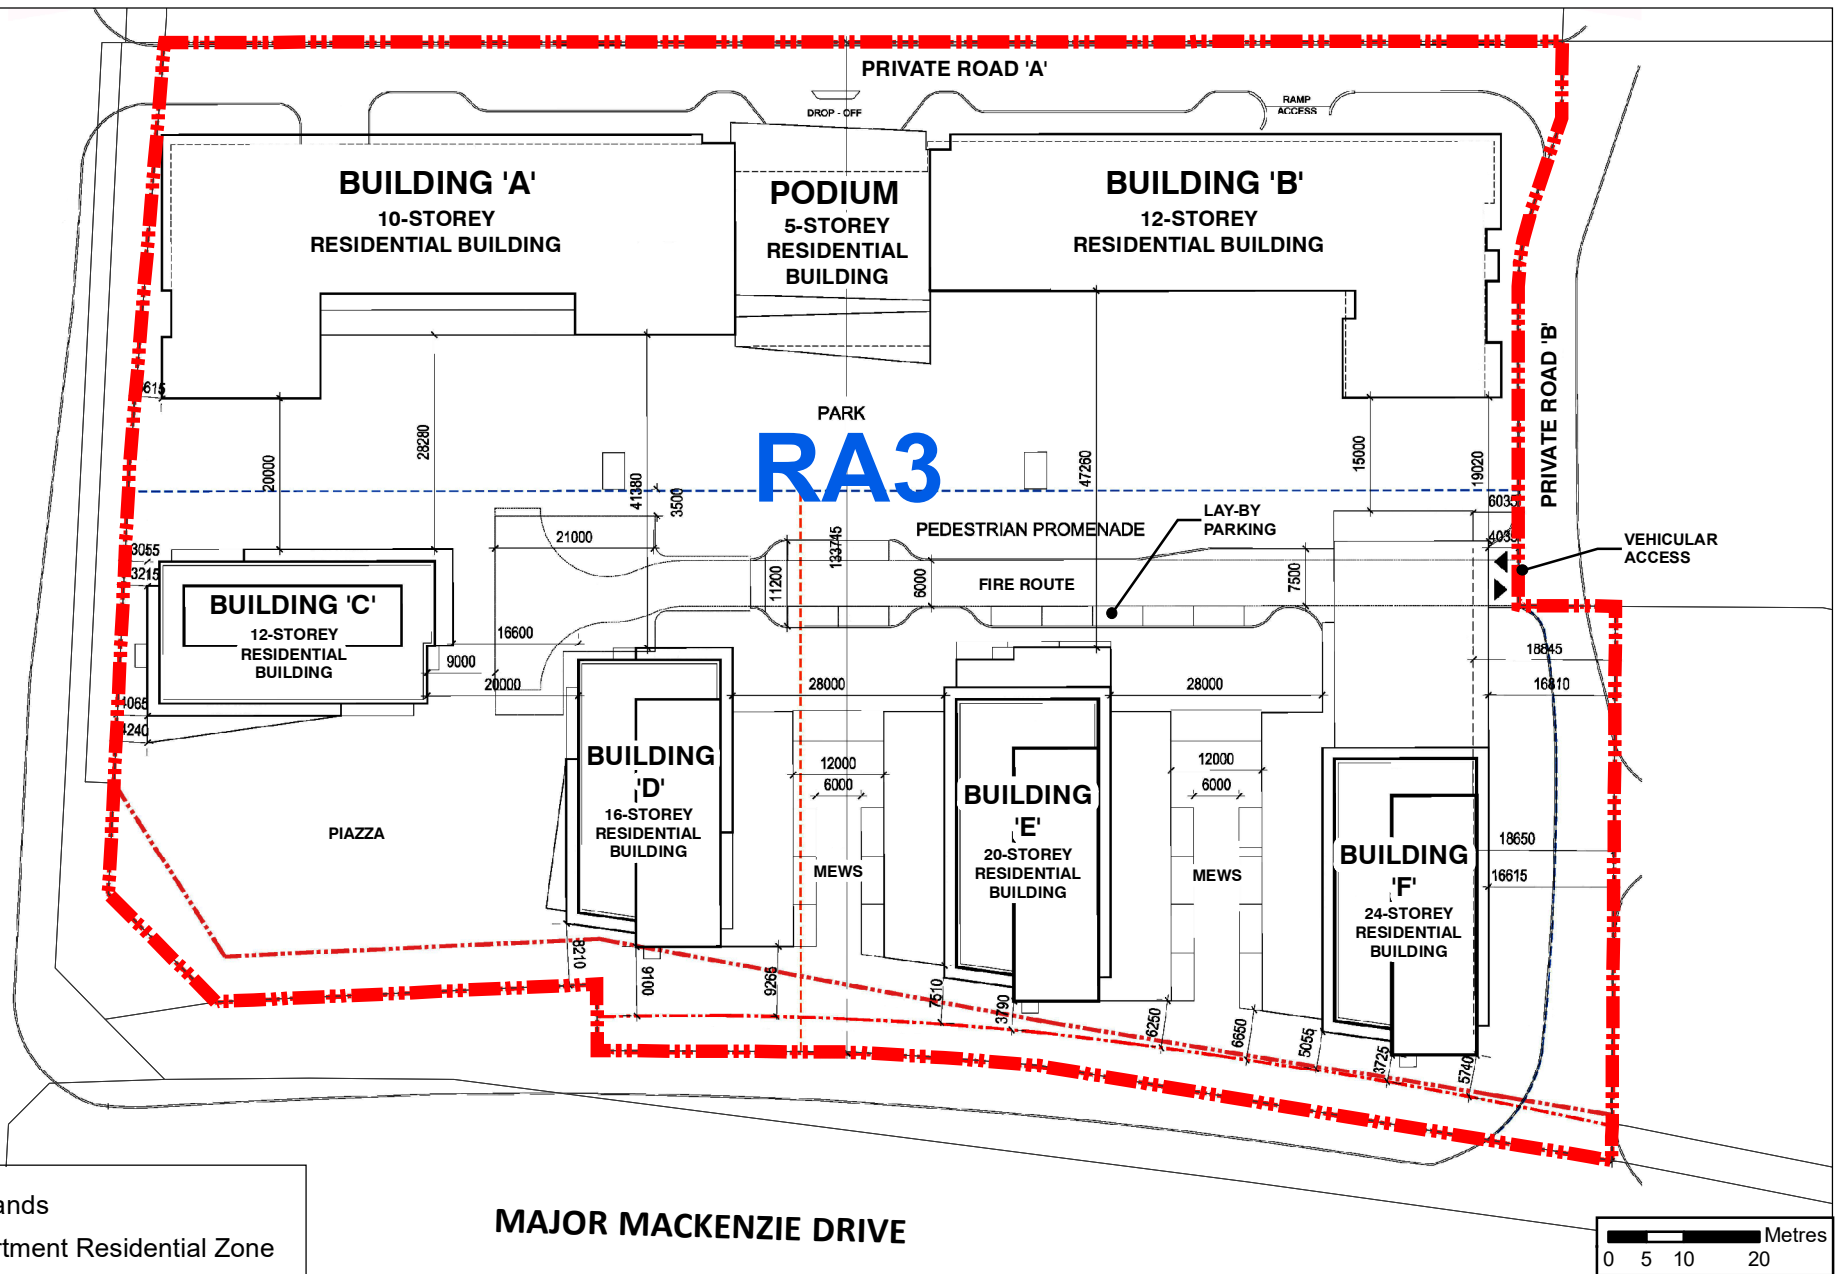 PRIVATE ROAD 'A'
DROP - OFF
RAMP
ACCESS
BUILDING 'A'
10-STOREY
RESIDENTIAL BUILDING
PODIUM
5-STOREY
RESIDENTIAL
BUILDING
BUILDING 'B'
12-STOREY
RESIDENTIAL BUILDING
PRIVATE ROAD 'B'
615
20000
28280
41380
3500
PARK
RA3
47260
15000
19020
6035
4035
PEDESTRIAN PROMENADE
LAY-BY
PARKING
VEHICULAR
ACCESS
21000
133745
11200
6000
FIRE ROUTE
7500
3055
3215
BUILDING 'C'
12-STOREY
RESIDENTIAL
BUILDING
16600
9000
20000
28000
28000
18845
16810
4065
4240
BUILDING
'D'
16-STOREY
RESIDENTIAL
BUILDING
12000
6000
BUILDING
'E'
20-STOREY
RESIDENTIAL
BUILDING
12000
6000
BUILDING
'F'
24-STOREY
RESIDENTIAL
BUILDING
18650
16615
PIAZZA
MEWS
MEWS
8210
9100
9265
7510
3790
6250
6650
5055
3725
5740
ands
rtment Residential Zone
MAJOR MACKENZIE DRIVE
Metres
0 5 10 20